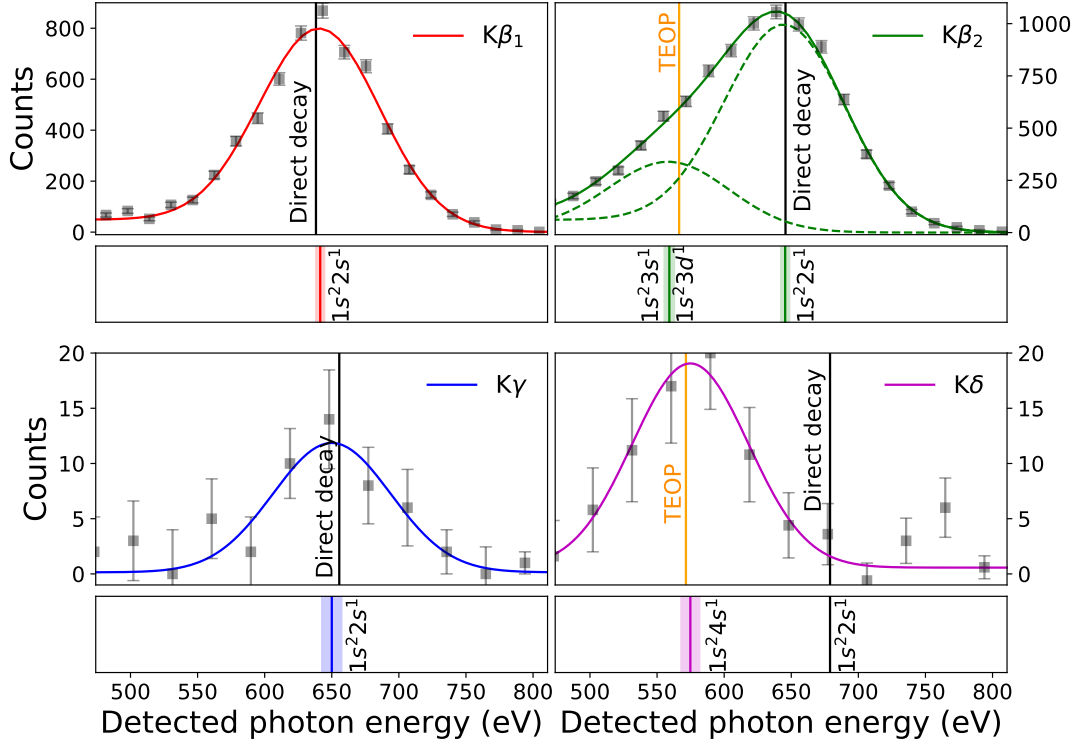 Kβ₁
Direct decay
Counts
0
200
400
600
800
1s²2s¹
Kβ₂
TEOP
Direct decay
0
250
500
750
1000
1s²3s¹
1s²3d¹
1s²2s¹
Kγ
Direct decay
Counts
0
5
10
15
20
1s²2s¹
500 550 600 650 700 750 800
Detected photon energy (eV)
Kδ
TEOP
Direct decay
0
5
10
15
20
1s²4s¹
1s²2s¹
500 550 600 650 700 750 800
Detected photon energy (eV)